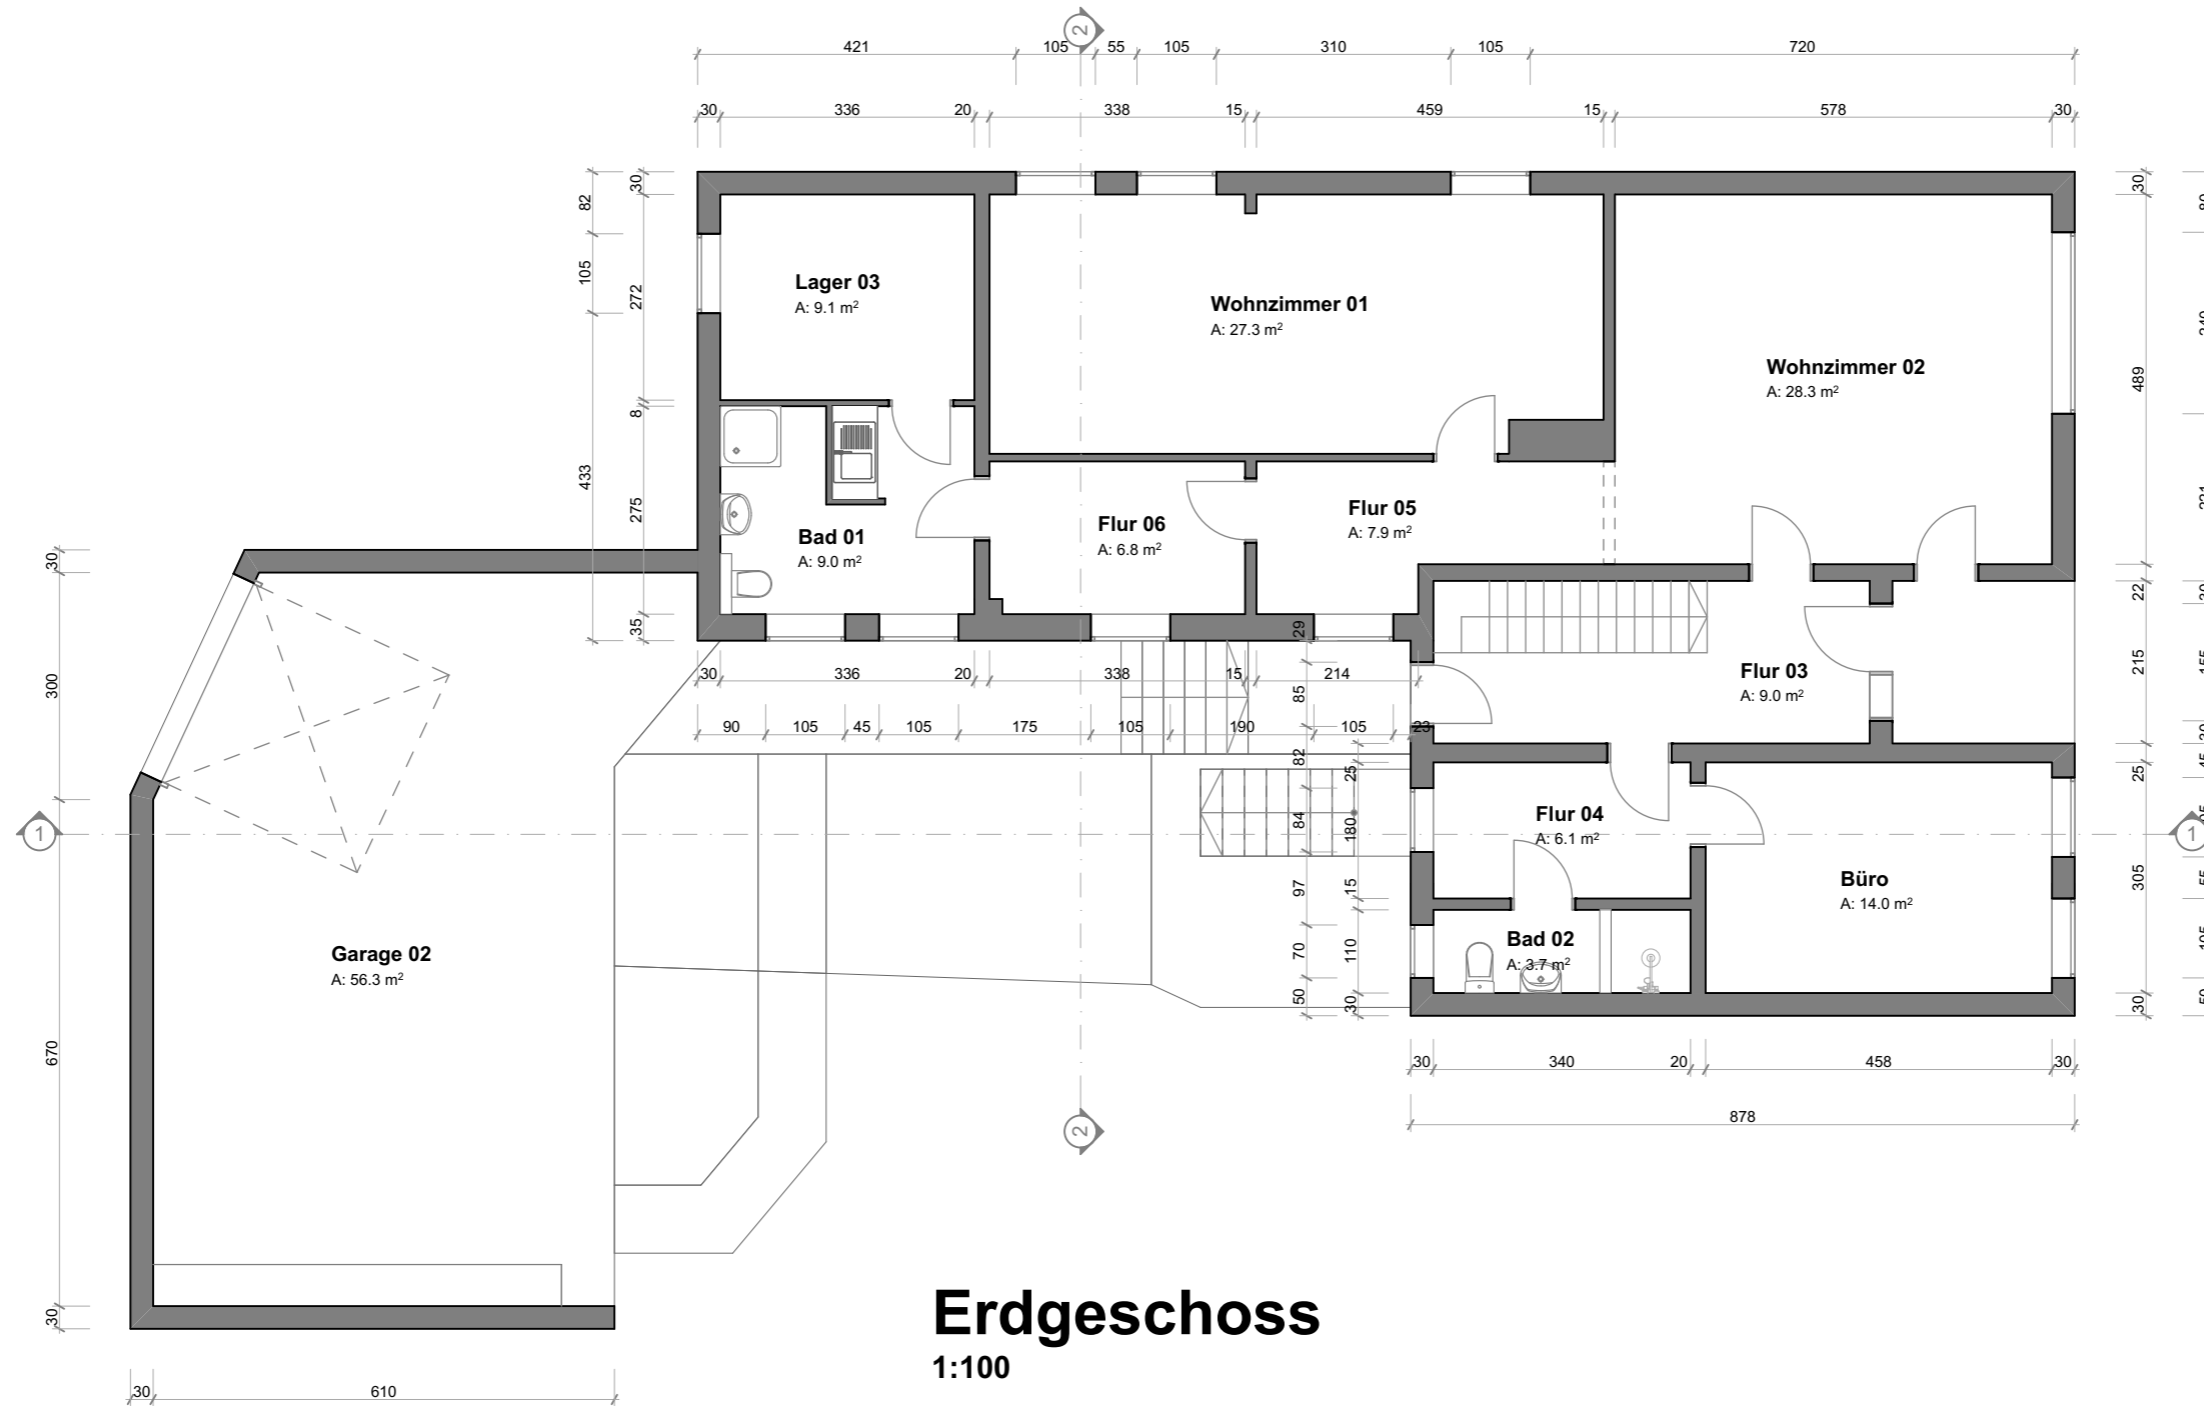 2
421 105 55 105 310 105 720
30 336 20 338 15 459 15 578 30
82
105
433
30
272
8
275
35
Lager 03
A: 9.1 m²
Wohnzimmer 01
A: 27.3 m²
Wohnzimmer 02
A: 28.3 m²
Bad 01
A: 9.0 m²
Flur 06
A: 6.8 m²
Flur 05
A: 7.9 m²
Flur 03
A: 9.0 m²
Flur 04
A: 6.1 m²
Büro
A: 14.0 m²
Bad 02
A: 3.7 m²
Garage 02
A: 56.3 m²
30
489
22
215
25
305
30
30 336 20 338 15 214
90 105 45 105 175 105 190 105 23
29
85
82
84
97
70
50
25
180
15
110
30
30
300
670
30
1
1
30 340 20 458 30
878
2
Erdgeschoss
1:100
30 610